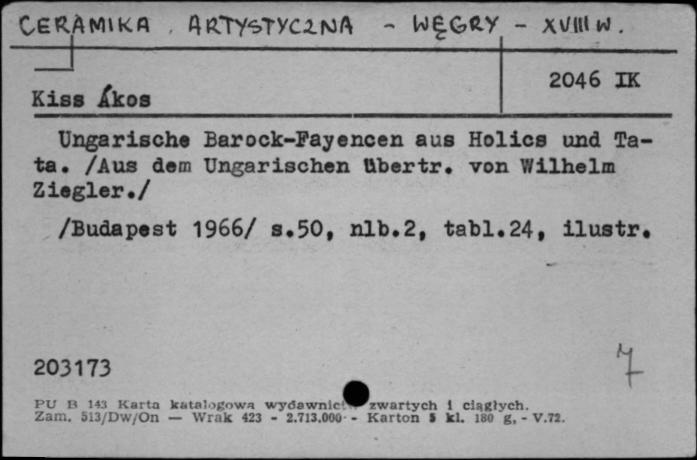 CERAMIKA ARTYSTYCZNA - WĘGRY - XVIII W.
2046 IK
Kiss Ákos
Ungarische Barock-Fayencen aus Holics und Ta-
ta. /Aus dem Ungarischen Übertr. von Wilhelm
Ziegler./
/Budapest 1966/ s.50, nlb.2, tabl.24, ilustr.
203173
7
PU B 143 Karta katalogowa zwartych i ciągłych.
Zam. 513/Dw/On — Wrak 423 - 2.713.000 - Karton 5 kl. 180 g, - V.72.